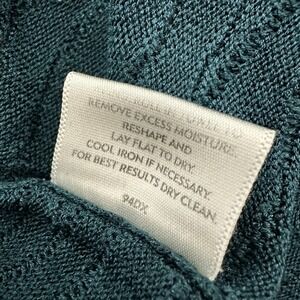 REMOVE EXCESS MOISTURE.
RESHAPE AND
LAY FLAT TO DRY.
COOL IRON IF NECESSARY.
FOR BEST RESULTS DRY CLEAN.
94DX